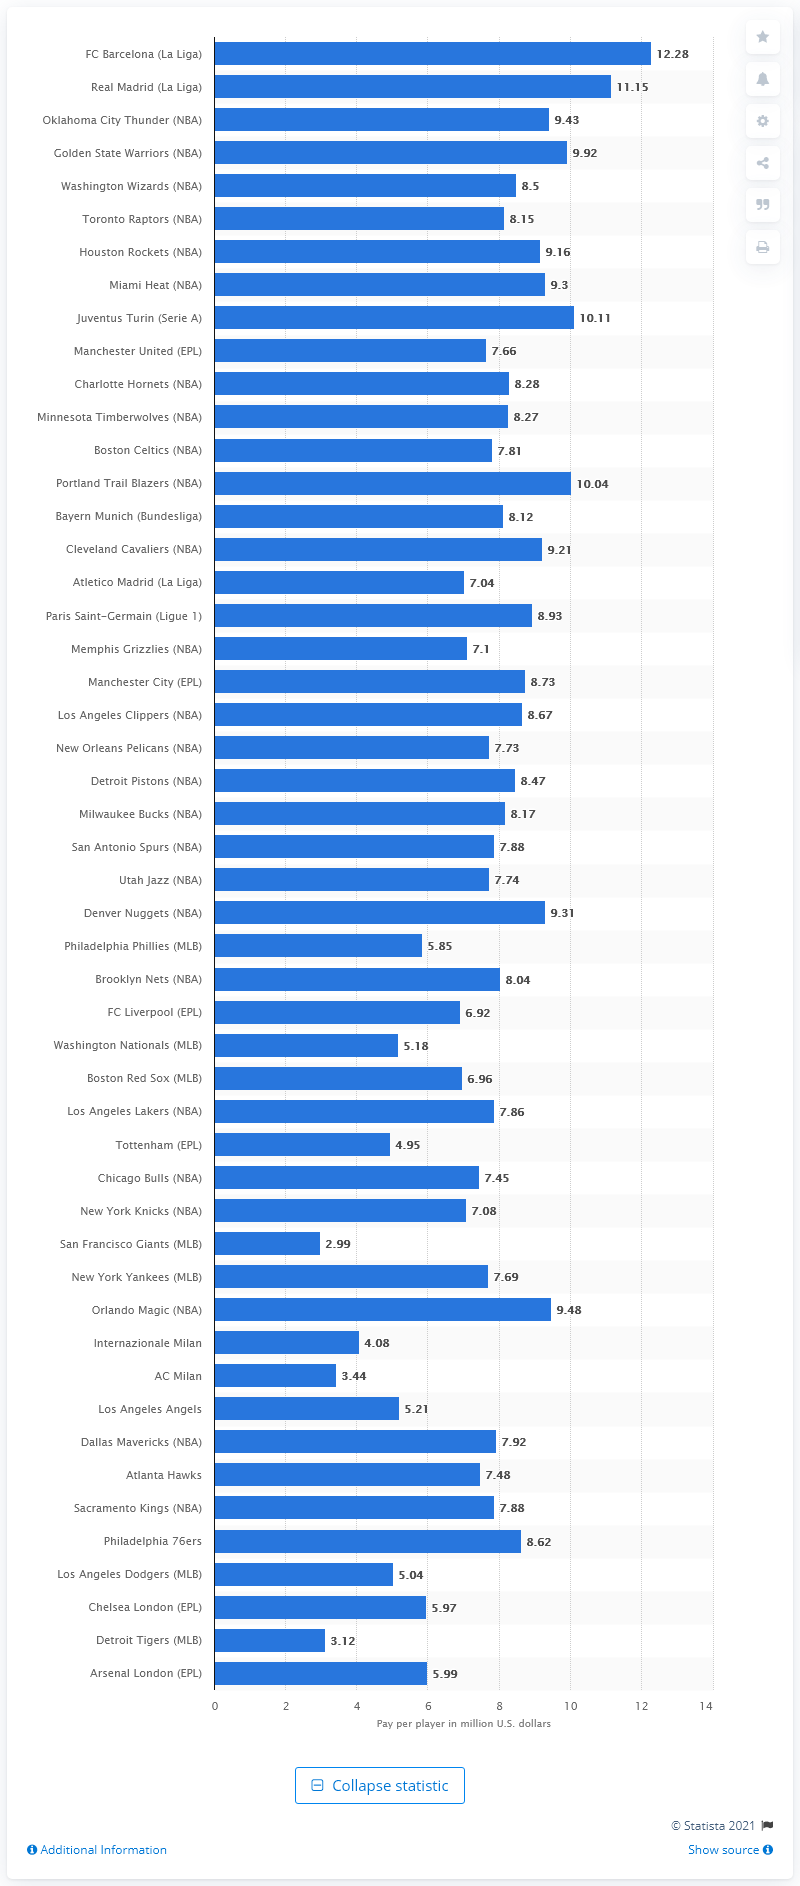 FC Barcelona (La Liga) 12.28
Real Madrid (La Liga) 11.15
Oklahoma City Thunder (NBA) 9.43
Golden State Warriors (NBA) 9.92
Washington Wizards (NBA) 8.5
Toronto Raptors (NBA) 8.15
Houston Rockets (NBA) 9.16
Miami Heat (NBA) 9.3
Juventus Turin (Serie A) 10.11
Manchester United (EPL) 7.66
Charlotte Hornets (NBA) 8.28
Minnesota Timberwolves (NBA) 8.27
Boston Celtics (NBA) 7.81
Portland Trail Blazers (NBA) 10.04
Bayern Munich (Bundesliga) 8.12
Cleveland Cavaliers (NBA) 9.21
Atletico Madrid (La Liga) 7.04
Paris Saint-Germain (Ligue 1) 8.93
Memphis Grizzlies (NBA) 7.1
Manchester City (EPL) 8.73
Los Angeles Clippers (NBA) 8.67
New Orleans Pelicans (NBA) 7.73
Detroit Pistons (NBA) 8.47
Milwaukee Bucks (NBA) 8.17
San Antonio Spurs (NBA) 7.88
Utah Jazz (NBA) 7.74
Denver Nuggets (NBA) 9.31
Philadelphia Phillies (MLB) 5.85
Brooklyn Nets (NBA) 8.04
FC Liverpool (EPL) 6.92
Washington Nationals (MLB) 5.18
Boston Red Sox (MLB) 6.96
Los Angeles Lakers (NBA) 7.86
Tottenham (EPL) 4.95
Chicago Bulls (NBA) 7.45
New York Knicks (NBA) 7.08
San Francisco Giants (MLB) 2.99
New York Yankees (MLB) 7.69
Orlando Magic (NBA) 9.48
Internazionale Milan 4.08
AC Milan 3.44
Los Angeles Angels 5.21
Dallas Mavericks (NBA) 7.92
Atlanta Hawks 7.48
Sacramento Kings (NBA) 7.88
Philadelphia 76ers 8.62
Los Angeles Dodgers (MLB) 5.04
Chelsea London (EPL) 5.97
Detroit Tigers (MLB) 3.12
Arsenal London (EPL) 5.99
0 2 4 6 8 10 12 14
Pay per player in million U.S. dollars
Collapse statistic
© Statista 2021
Additional Information Show source